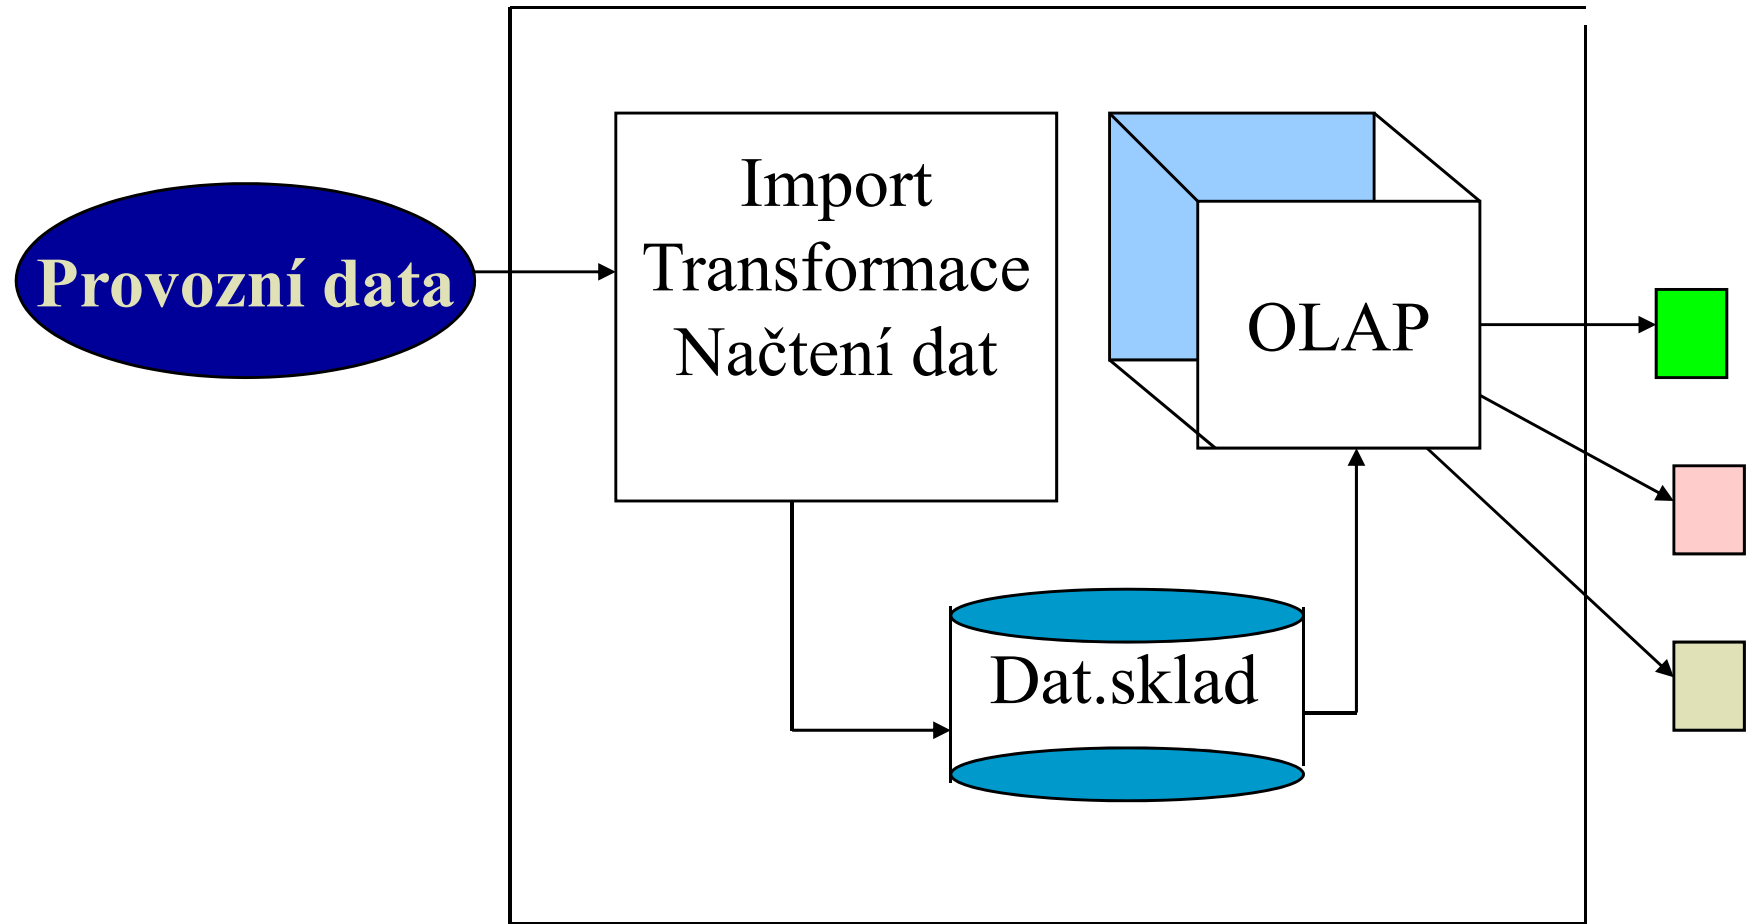 Provozní data
Import
Transformace
Načtení dat
OLAP
Dat.sklad